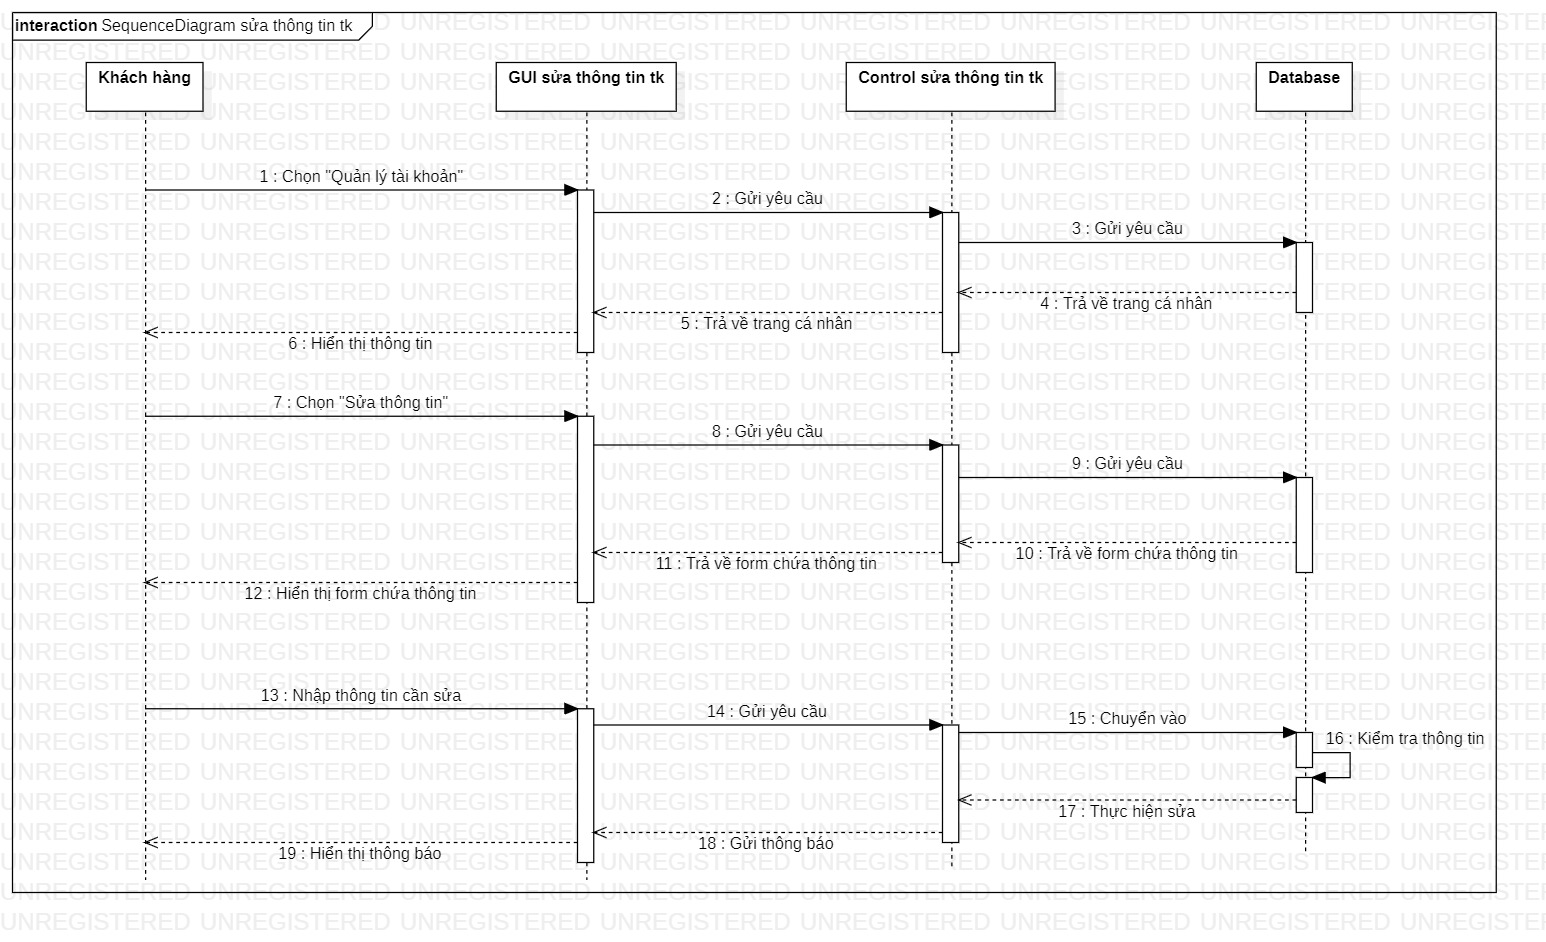 interaction SequenceDiagram sửa thông tin tk
Khách hàng
GUI sửa thông tin tk
Control sửa thông tin tk
Database
1 : Chọn "Quản lý tài khoản"
2 : Gửi yêu cầu
3 : Gửi yêu cầu
4 : Trả về trang cá nhân
5 : Trả về trang cá nhân
6 : Hiển thị thông tin
7 : Chọn "Sửa thông tin"
8 : Gửi yêu cầu
9 : Gửi yêu cầu
10 : Trả về form chứa thông tin
11 : Trả về form chứa thông tin
12 : Hiển thị form chứa thông tin
13 : Nhập thông tin cần sửa
14 : Gửi yêu cầu
15 : Chuyển vào
16 : Kiểm tra thông tin
17 : Thực hiện sửa
18 : Gửi thông báo
19 : Hiển thị thông báo
UNREGISTERED